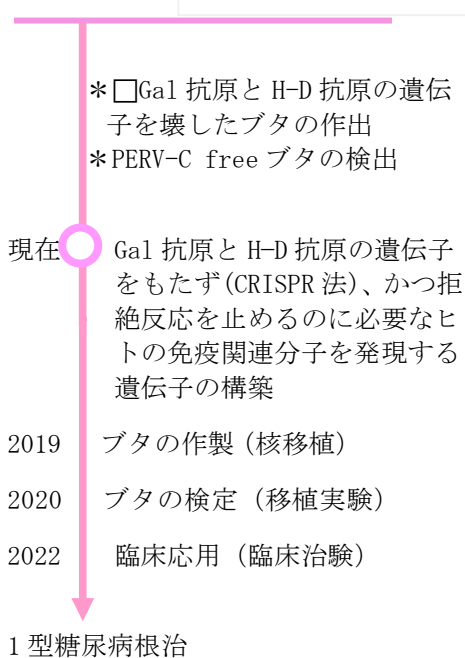 ＊□Gal 抗原と H-D 抗原の遺伝
子を壊したブタの作出
＊PERV-C free ブタの検出
現在 Gal 抗原と H-D 抗原の遺伝子
をもたず(CRISPR 法)、かつ拒
絶反応を止めるのに必要なヒ
トの免疫関連分子を発現する
遺伝子の構築
2019 ブタの作製（核移植）
2020 ブタの検定（移植実験）
2022 臨床応用（臨床治験）
1 型糖尿病根治